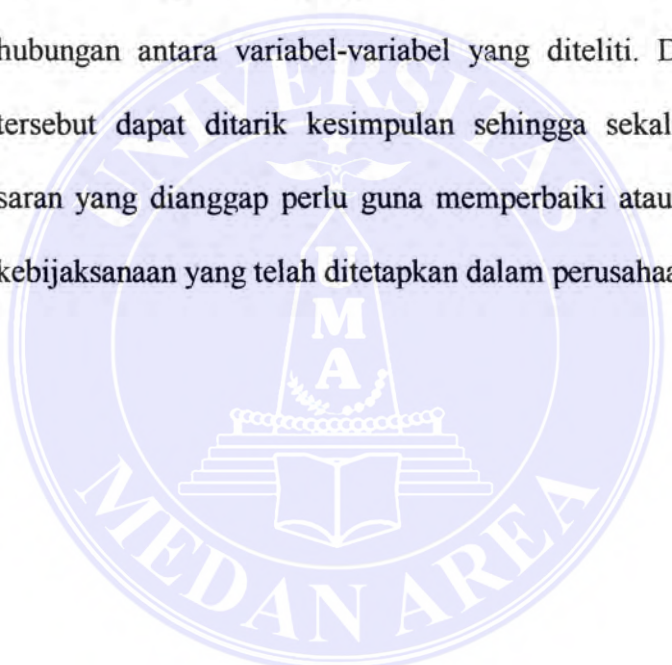 hubungan antara variabel-variabel yang diteliti. D
tersebut dapat ditarik kesimpulan sehingga sekal
saran yang dianggap perlu guna memperbaiki atau
kebijaksanaan yang telah ditetapkan dalam perusahaa
UNIVERSITAS
U
M
A
MEDAN AREA